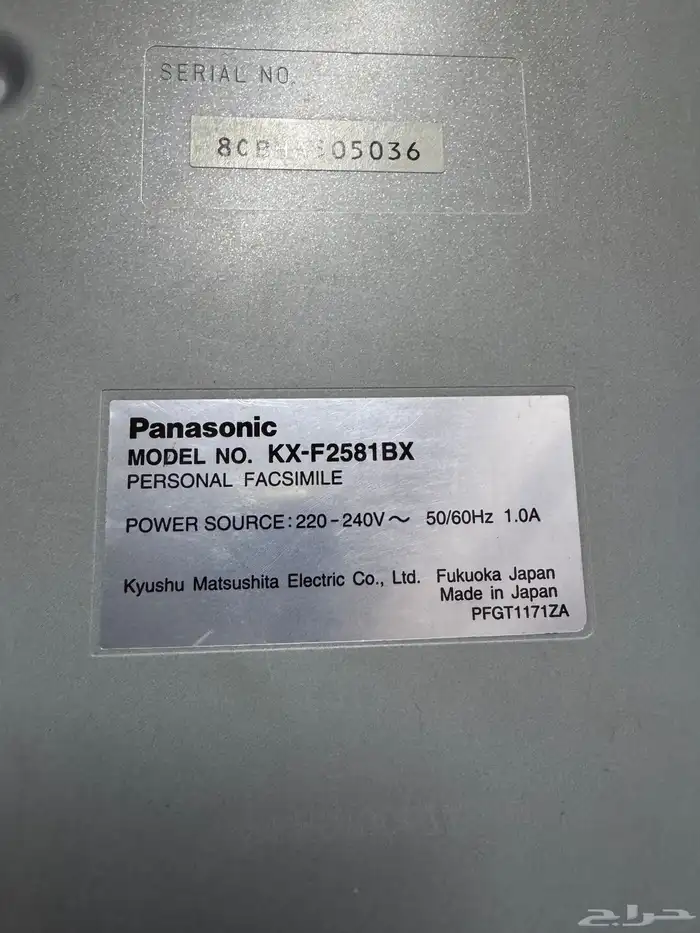 SERIAL NO.
Panasonic
MODEL NO. KX-F2581BX
PERSONAL FACSIMILE
POWER SOURCE: 220-240V~ 50/60Hz 1.0A
Kyushu Matsushita Electric Co., Ltd. Fukuoka Japan
Made in Japan
PFGT1171ZA
حراج